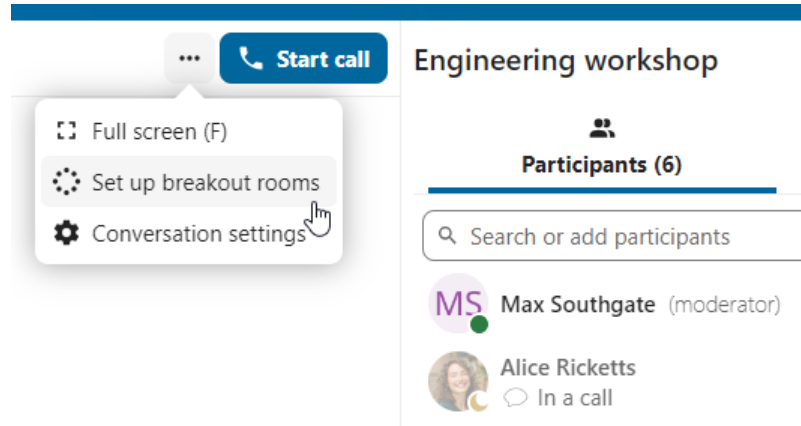 ... Start call
Full screen (F)
Set up breakout rooms
Conversation settings
Engineering workshop
Participants (6)
Search or add participants
MS Max Southgate (moderator)
Alice Ricketts
In a call